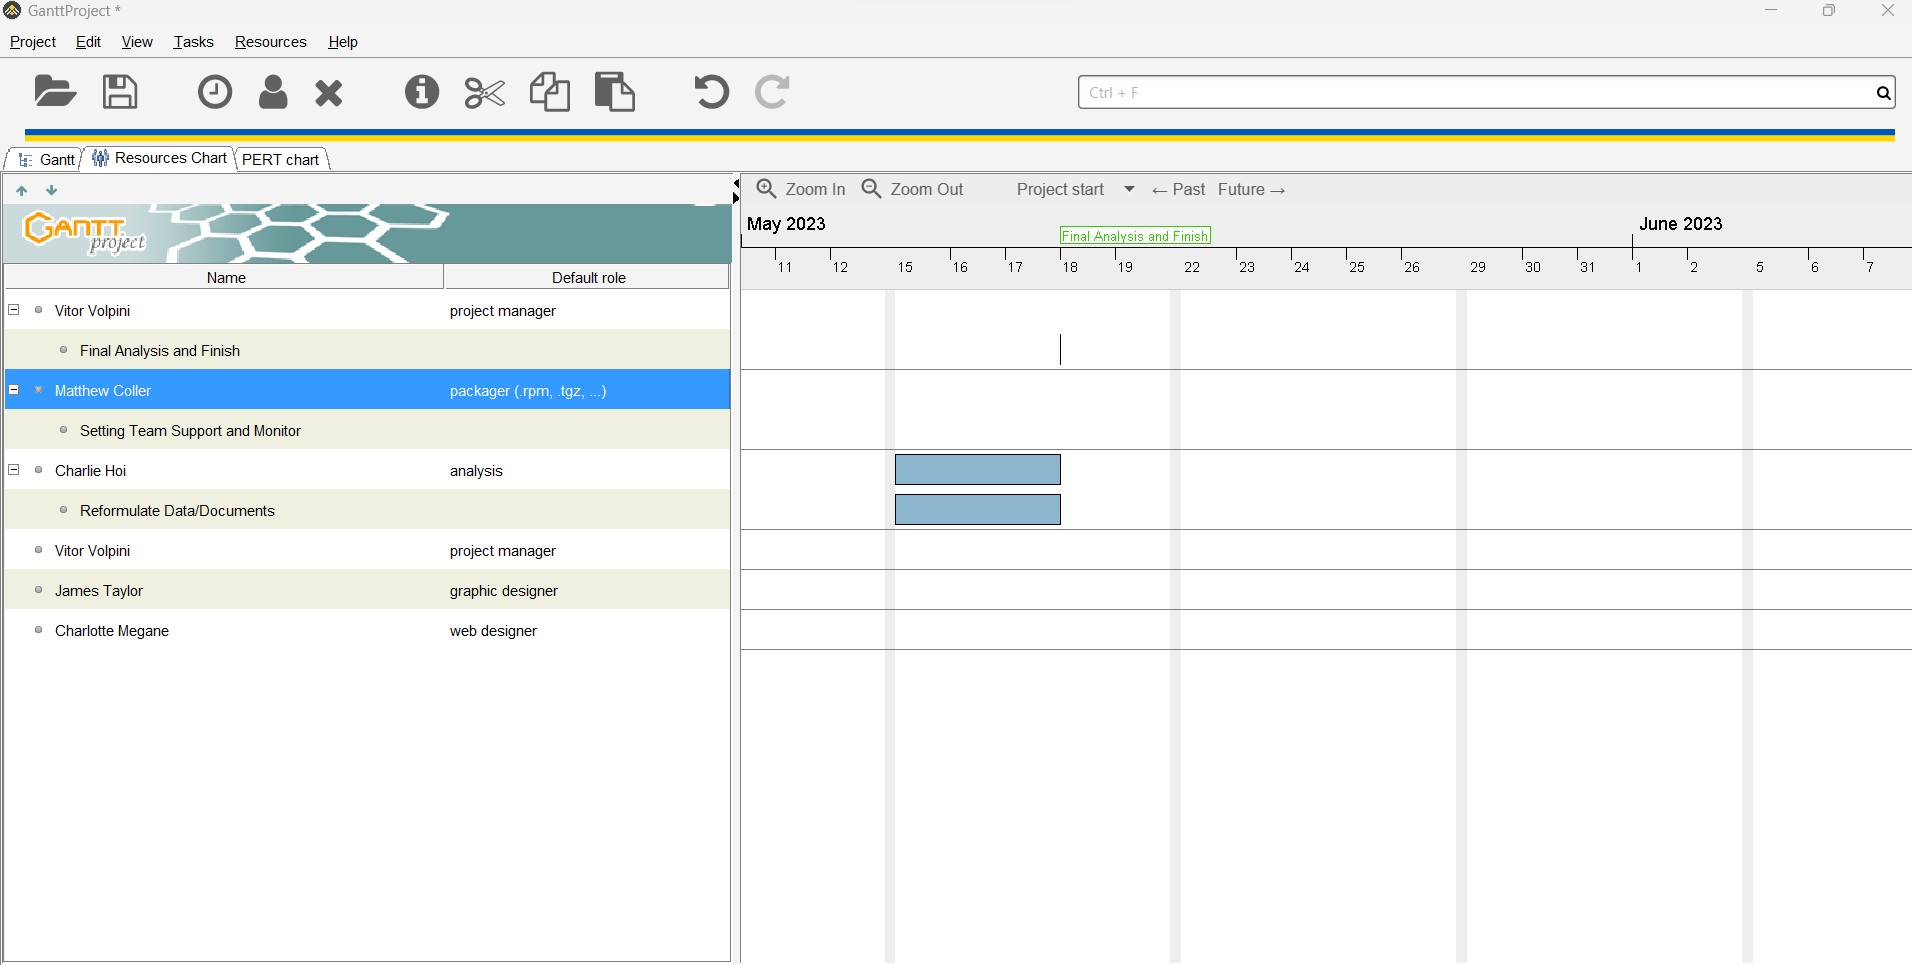 GanttProject *
Project Edit View Tasks Resources Help
Ctrl + F
Gantt Resources Chart PERT chart
Zoom In Zoom Out Project start ← Past Future →
GANTT project
May 2023 June 2023
Final Analysis and Finish
11 12 15 16 17 18 19 22 23 24 25 26 29 30 31 1 2 5 6 7
Name Default role
Vitor Volpini project manager
Final Analysis and Finish
Matthew Coller packager (.rpm, .tgz, ...)
Setting Team Support and Monitor
Charlie Hoi analysis
Reformulate Data/Documents
Vitor Volpini project manager
James Taylor graphic designer
Charlotte Megane web designer